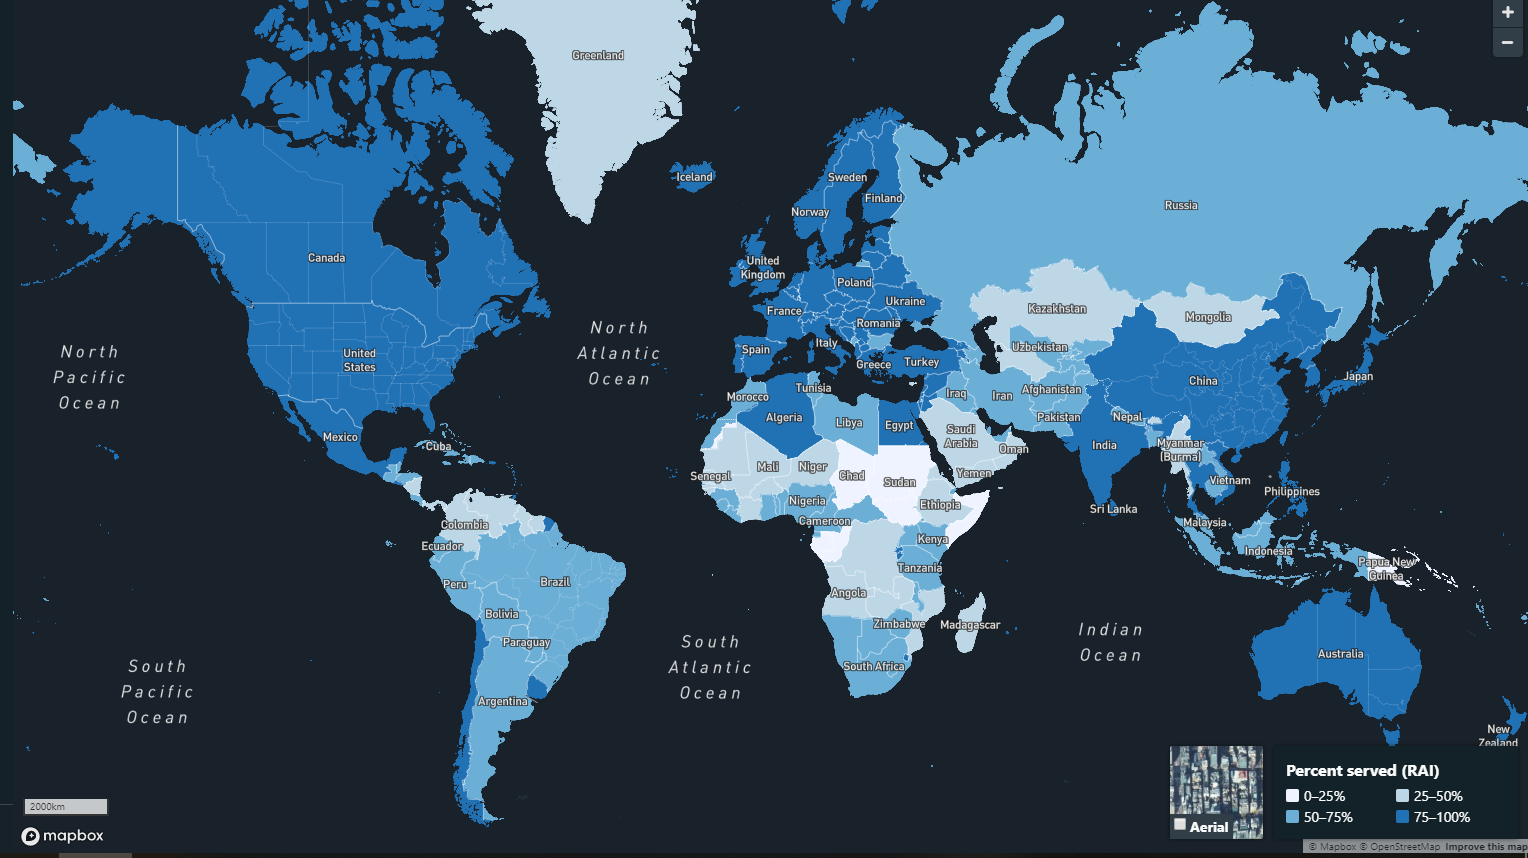 Greenland
Iceland
Sweden
Finland
Norway
Russia
Canada
United
Kingdom
Poland
Ukraine
France
Romania
Kazakhstan
Mongolia
North
Atlantic
Ocean
Italy
Spain
Greece
Turkey
Uzbekistan
North
Pacific
Ocean
United
States
China
Japan
Tunisia
Morocco
Iraq
Iran
Afghanistan
Algeria
Libya
Egypt
Pakistan
Nepal
Saudi
Arabia
India
Mexico
Cuba
Oman
Myanmar
(Burma)
Senegal
Mali
Niger
Chad
Sudan
Yemen
Vietnam
Philippines
Nigeria
Ethiopia
Sri Lanka
Colombia
Cameroon
Malaysia
Ecuador
Kenya
Indonesia
Tanzania
Papua New
Guinea
Peru
Brazil
Angola
Bolivia
Zimbabwe
Madagascar
Indian
Ocean
Paraguay
South
Atlantic
Ocean
South Africa
Australia
South
Pacific
Ocean
Argentina
New
Zealand
Percent served (RAI)
0–25%
25–50%
50–75%
75–100%
Aerial
2000km
mapbox
© Mapbox © OpenStreetMap Improve this map